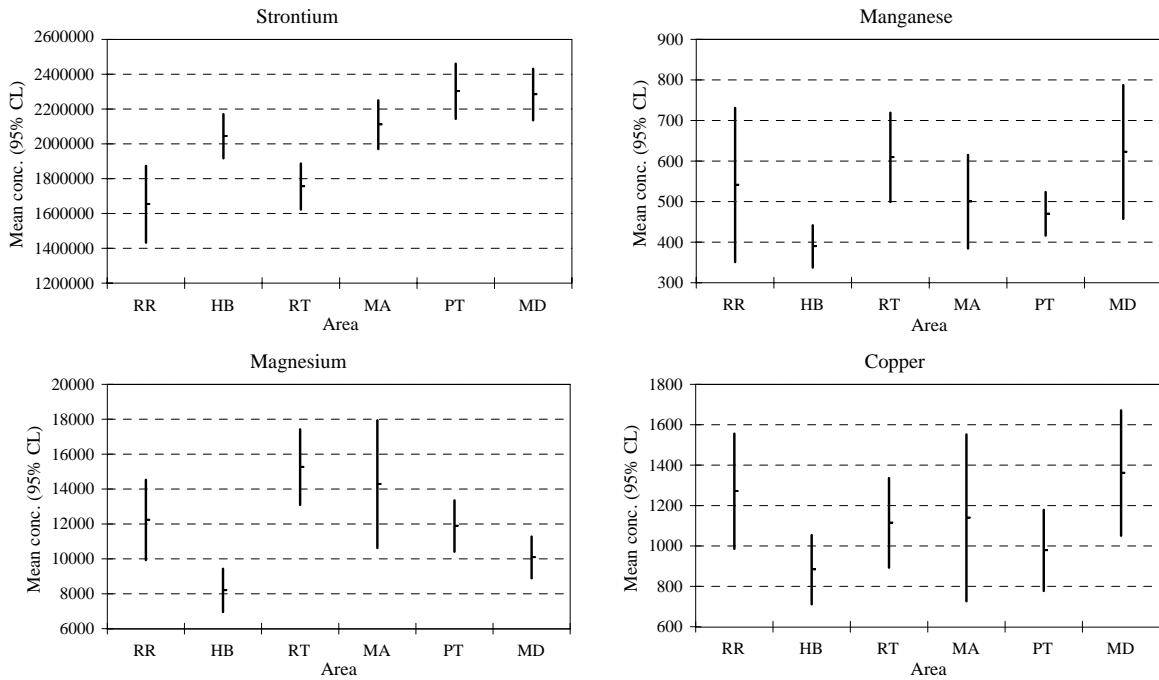 Strontium
Mean conc. (95% CL)
2600000
2400000
2200000
2000000
1800000
1600000
1400000
1200000
RR HB RT MA PT MD
Area
Manganese
Mean conc. (95% CL)
900
800
700
600
500
400
300
RR HB RT MA PT MD
Area
Magnesium
Mean conc. (95% CL)
20000
18000
16000
14000
12000
10000
8000
6000
RR HB RT MA PT MD
Area
Copper
Mean conc. (95% CL)
1800
1600
1400
1200
1000
800
600
RR HB RT MA PT MD
Area